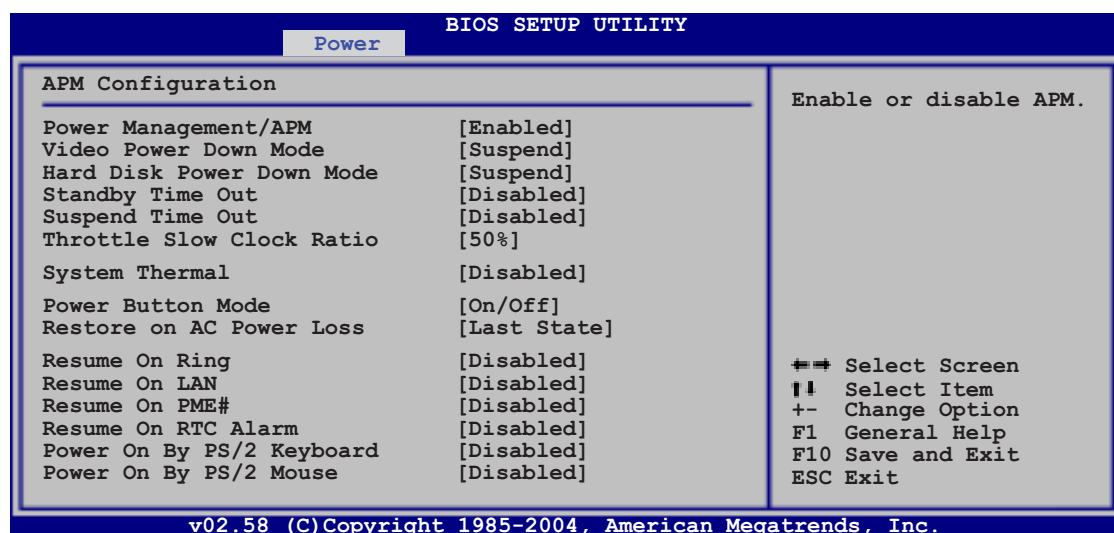 BIOS SETUP UTILITY
Power
APM Configuration
Power Management/APM [Enabled]
Video Power Down Mode [Suspend]
Hard Disk Power Down Mode [Suspend]
Standby Time Out [Disabled]
Suspend Time Out [Disabled]
Throttle Slow Clock Ratio [50%]
System Thermal [Disabled]
Power Button Mode [On/Off]
Restore on AC Power Loss [Last State]
Resume On Ring [Disabled]
Resume On LAN [Disabled]
Resume On PME# [Disabled]
Resume On RTC Alarm [Disabled]
Power On By PS/2 Keyboard [Disabled]
Power On By PS/2 Mouse [Disabled]
Enable or disable APM.
←→ Select Screen
↑↓ Select Item
+- Change Option
F1 General Help
F10 Save and Exit
ESC Exit
v02.58 (C)Copyright 1985-2004, American Megatrends, Inc.